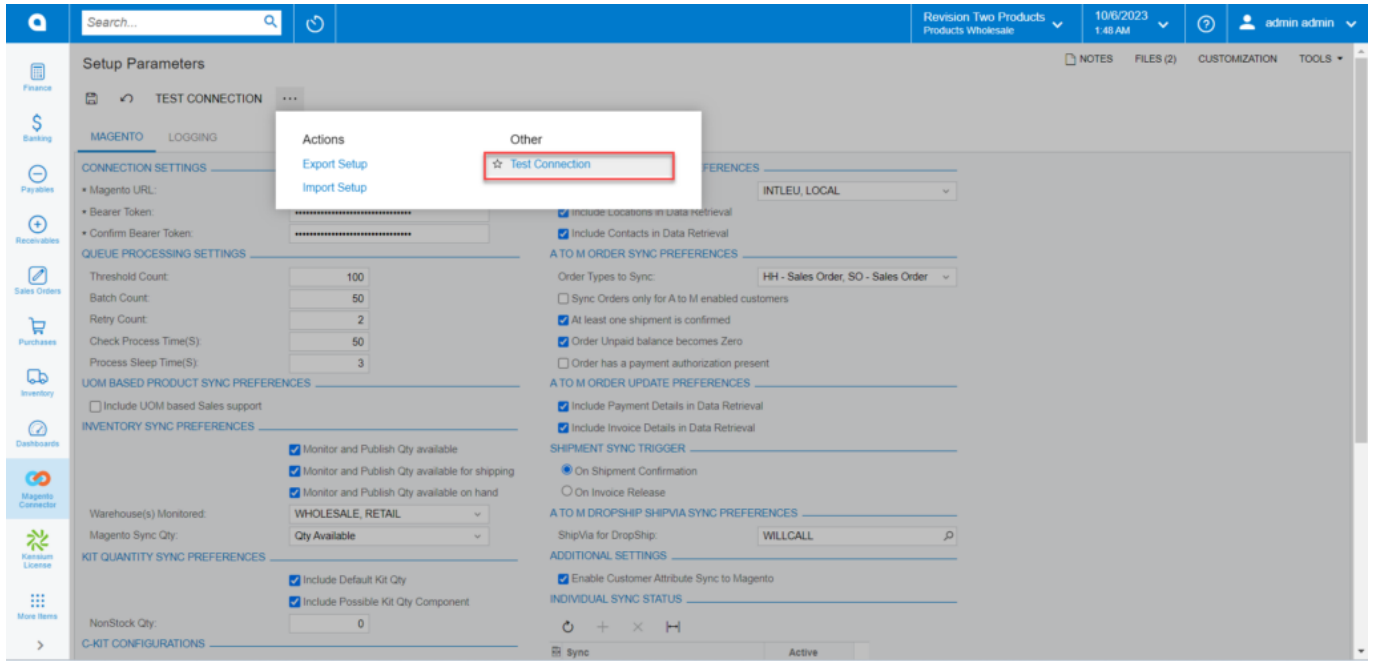 Search...
Revision Two Products
Products Wholesale
10/6/2023
1:48 AM
admin admin
Finance
Banking
Payables
Receivables
Sales Orders
Purchases
Inventory
Dashboards
Magento
Connector
Kensium
License
More Items
Setup Parameters
NOTES FILES (2) CUSTOMIZATION TOOLS
TEST CONNECTION ...
MAGENTO LOGGING
Actions Other
Export Setup Test Connection
Import Setup
CONNECTION SETTINGS
Magento URL:
Bearer Token:
Confirm Bearer Token:
QUEUE PROCESSING SETTINGS
Threshold Count: 100
Batch Count: 50
Retry Count: 2
Check Process Time(S): 50
Process Sleep Time(S): 3
UOM BASED PRODUCT SYNC PREFERENCES
Include UOM based Sales support
INVENTORY SYNC PREFERENCES
Monitor and Publish Qty available
Monitor and Publish Qty available for shipping
Monitor and Publish Qty available on hand
Warehouse(s) Monitored: WHOLESALE, RETAIL
Magento Sync Qty: Qty Available
KIT QUANTITY SYNC PREFERENCES
Include Default Kit Qty
Include Possible Kit Qty Component
NonStock Qty: 0
C-KIT CONFIGURATIONS
FERENCES
INTLEU, LOCAL
Include Locations in Data Retrieval
Include Contacts in Data Retrieval
A TO M ORDER SYNC PREFERENCES
Order Types to Sync: HH - Sales Order, SO - Sales Order
Sync Orders only for A to M enabled customers
At least one shipment is confirmed
Order Unpaid balance becomes Zero
Order has a payment authorization present
A TO M ORDER UPDATE PREFERENCES
Include Payment Details in Data Retrieval
Include Invoice Details in Data Retrieval
SHIPMENT SYNC TRIGGER
On Shipment Confirmation
On Invoice Release
A TO M DROPSHIP SHIPVIA SYNC PREFERENCES
ShipVia for DropShip: WILLCALL
ADDITIONAL SETTINGS
Enable Customer Attribute Sync to Magento
INDIVIDUAL SYNC STATUS
Sync Active